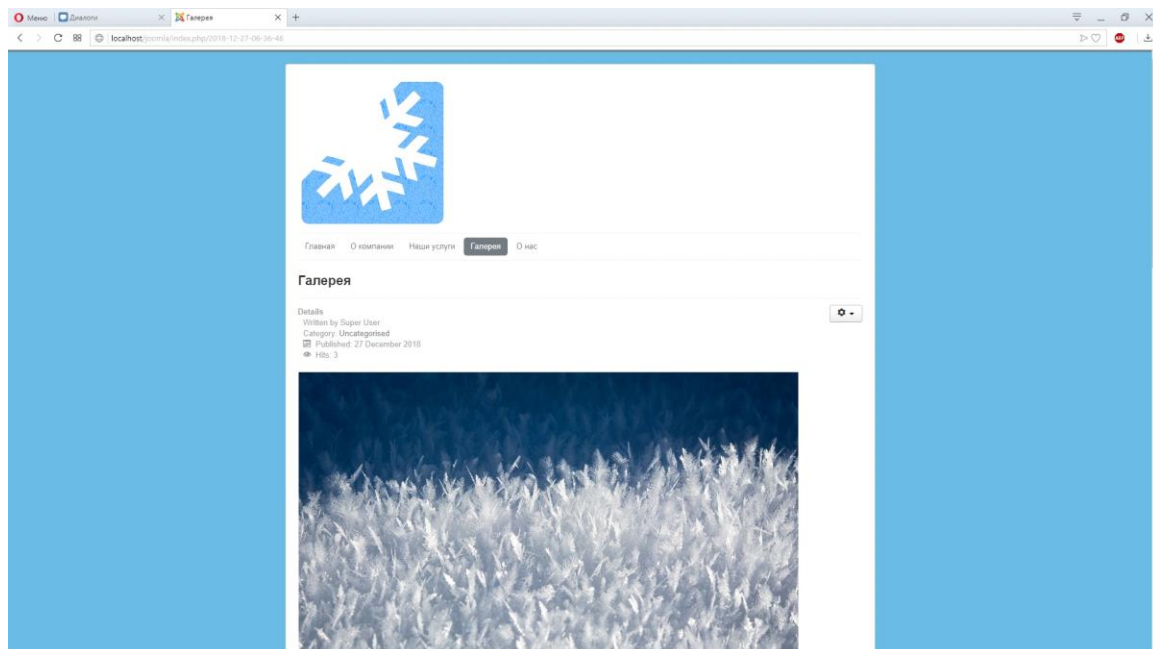 Меню Диалоги Галерея
localhost/joomla/index.php/2018-12-27-06-36-46
Главная О компании Наши услуги Галерея О нас
Галерея
Details
Written by Super User
Category: Uncategorised
Published: 27 December 2018
Hits: 3